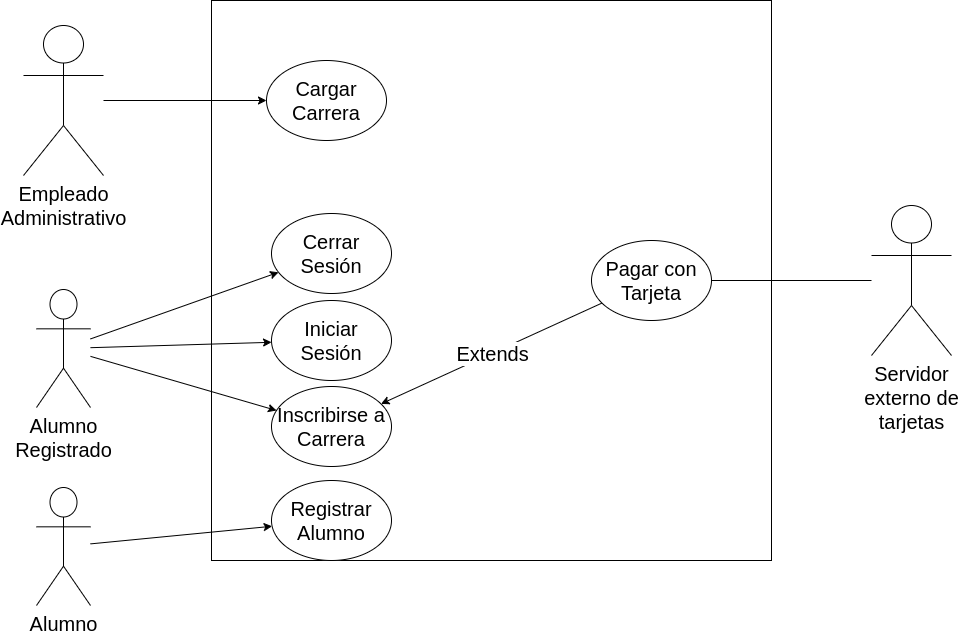 Cargar
Carrera
Empleado
Administrativo
Cerrar
Sesión
Pagar con
Tarjeta
Iniciar
Sesión
Extends
Servidor
externo de
tarjetas
Inscribirse a
Carrera
Alumno
Registrado
Registrar
Alumno
Alumno